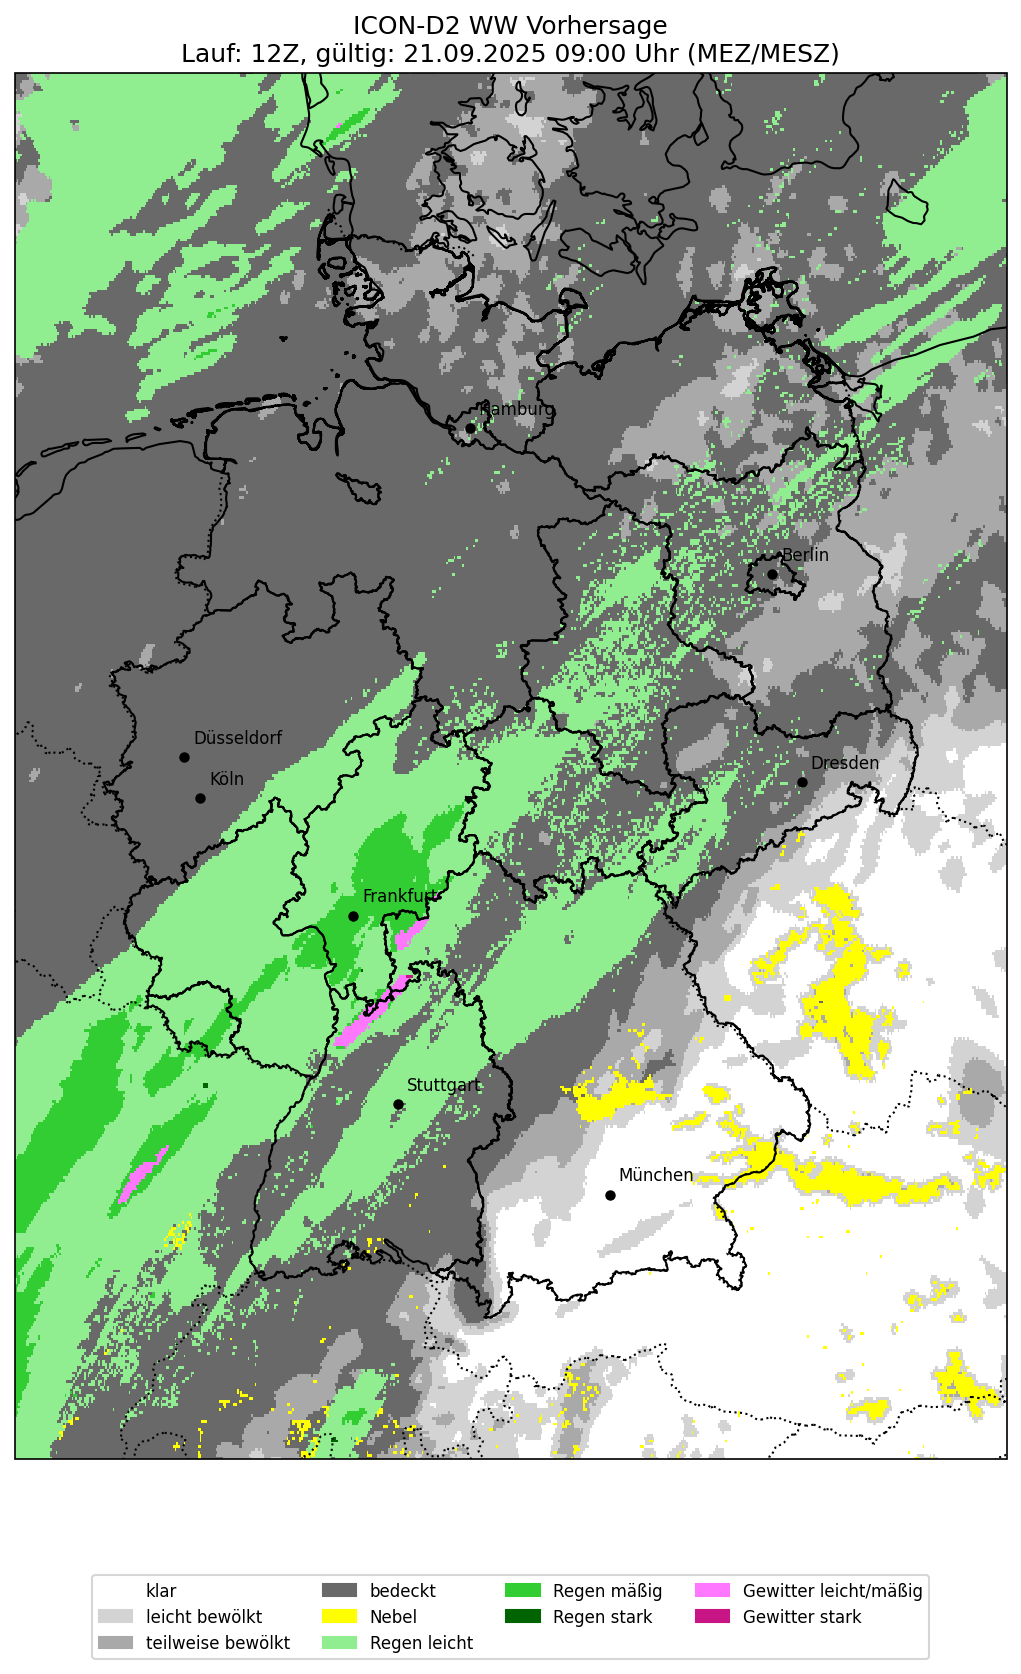 ICON-D2 WW Vorhersage
Lauf: 12Z, gültig: 21.09.2025 09:00 Uhr (MEZ/MESZ)
Hamburg
Berlin
Düsseldorf
Köln
Dresden
Frankfurt
Stuttgart
München
klar
leicht bewölkt
teilweise bewölkt
bedeckt
Nebel
Regen leicht
Regen mäßig
Regen stark
Gewitter leicht/mäßig
Gewitter stark